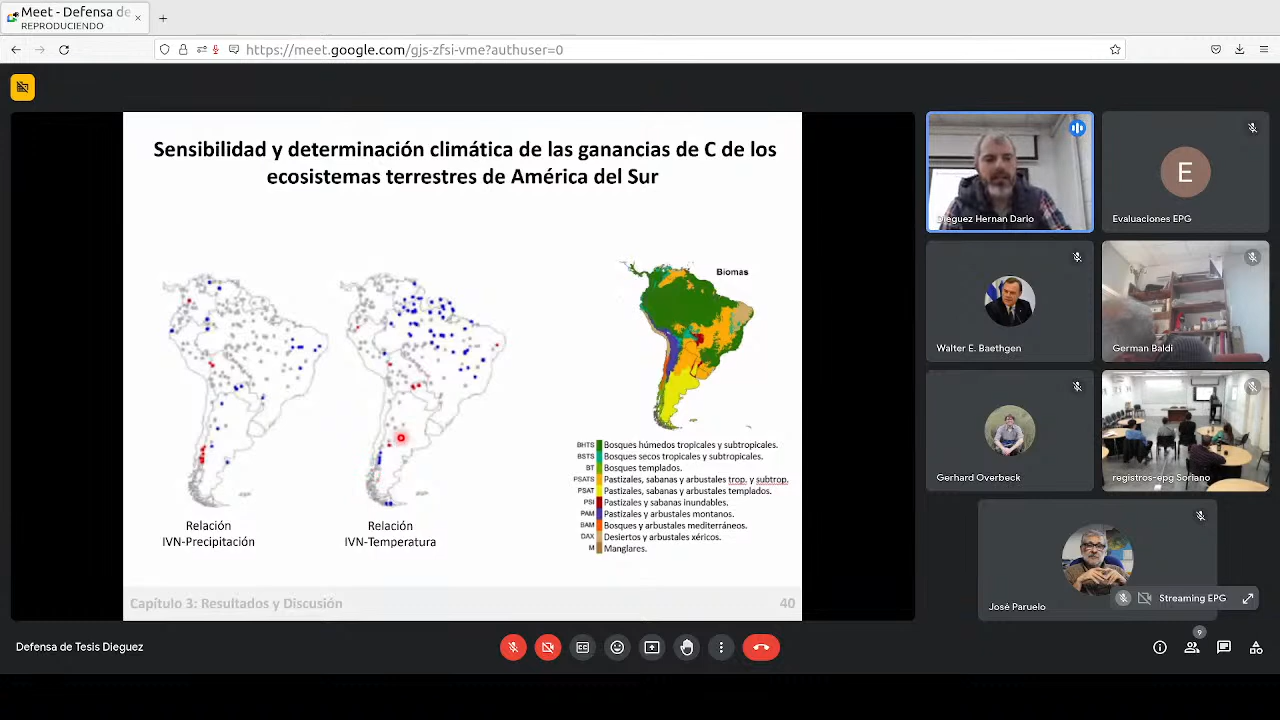 Meet - Defensa de
REPRODUCIENDO
https://meet.google.com/gjs-zfsi-vme?authuser=0
Sensibilidad y determinación climática de las ganancias de C de los
ecosistemas terrestres de América del Sur
Biomas
BHTS Bosques húmedos tropicales y subtropicales.
BSTS Bosques secos tropicales y subtropicales.
BT Bosques templados.
PSATS Pastizales, sabanas y arbustales trop. y subtrop.
PSAT Pastizales, sabanas y arbustales templados.
PSI Pastizales y sabanas inundables.
PAM Pastizales y arbustales montanos.
BAM Bosques y arbustales mediterráneos.
DAX Desiertos y arbustales xéricos.
M Manglares.
Relación
IVN-Precipitación
Relación
IVN-Temperatura
Capítulo 3: Resultados y Discusión
40
Dieguez Hernan Dario
E
Evaluaciones EPG
Walter E. Baethgen
German Baldi
Gerhard Overbeck
registros-epg Soriano
José Paruelo
Streaming EPG
Defensa de Tesis Dieguez
9